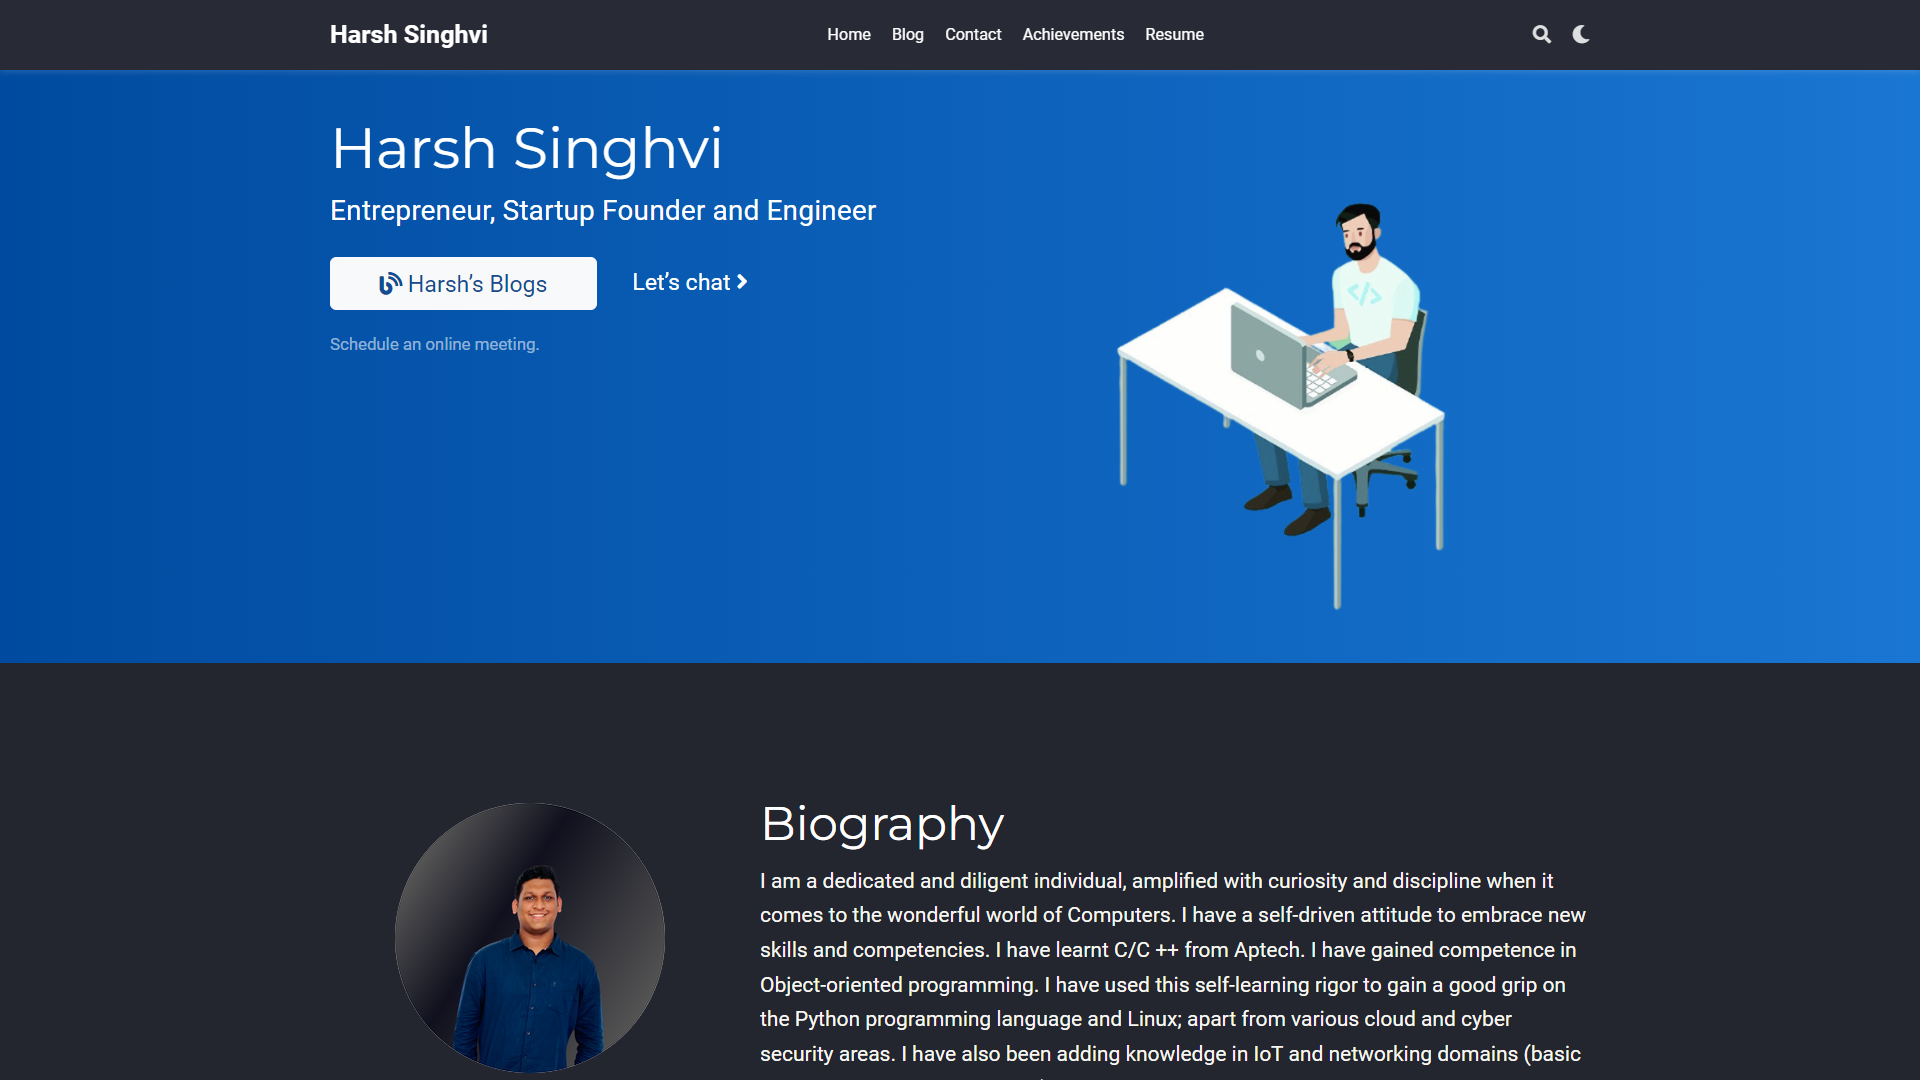 Harsh Singhvi
Home Blog Contact Achievements Resume
Harsh Singhvi
Entrepreneur, Startup Founder and Engineer
Harsh’s Blogs
Let’s chat
Schedule an online meeting.
Biography
I am a dedicated and diligent individual, amplified with curiosity and discipline when it
comes to the wonderful world of Computers. I have a self-driven attitude to embrace new
skills and competencies. I have learnt C/C ++ from Aptech. I have gained competence in
Object-oriented programming. I have used this self-learning rigor to gain a good grip on
the Python programming language and Linux; apart from various cloud and cyber
security areas. I have also been adding knowledge in IoT and networking domains (basic